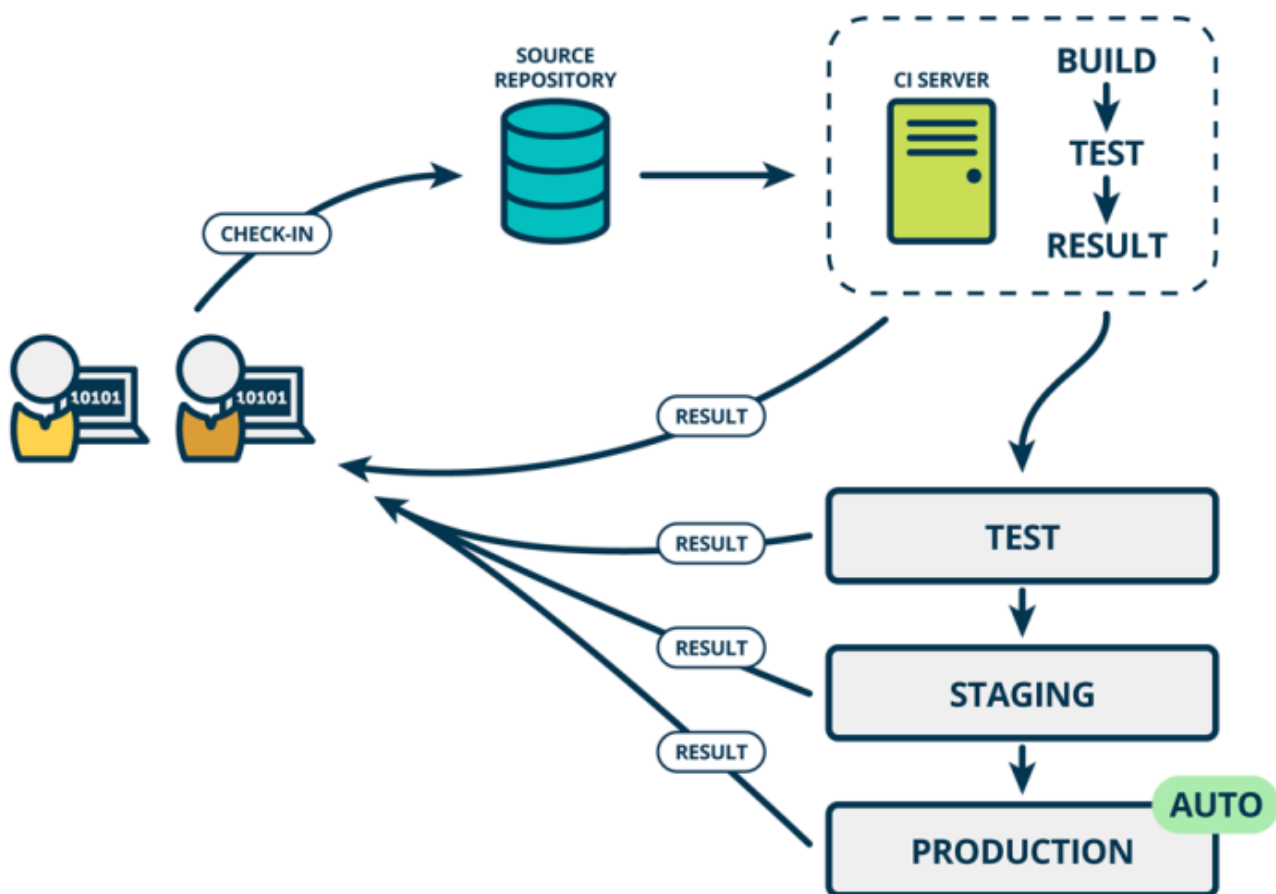 SOURCE
REPOSITORY
CI SERVER
BUILD
TEST
RESULT
CHECK-IN
10101
10101
RESULT
RESULT
TEST
RESULT
STAGING
RESULT
AUTO
PRODUCTION